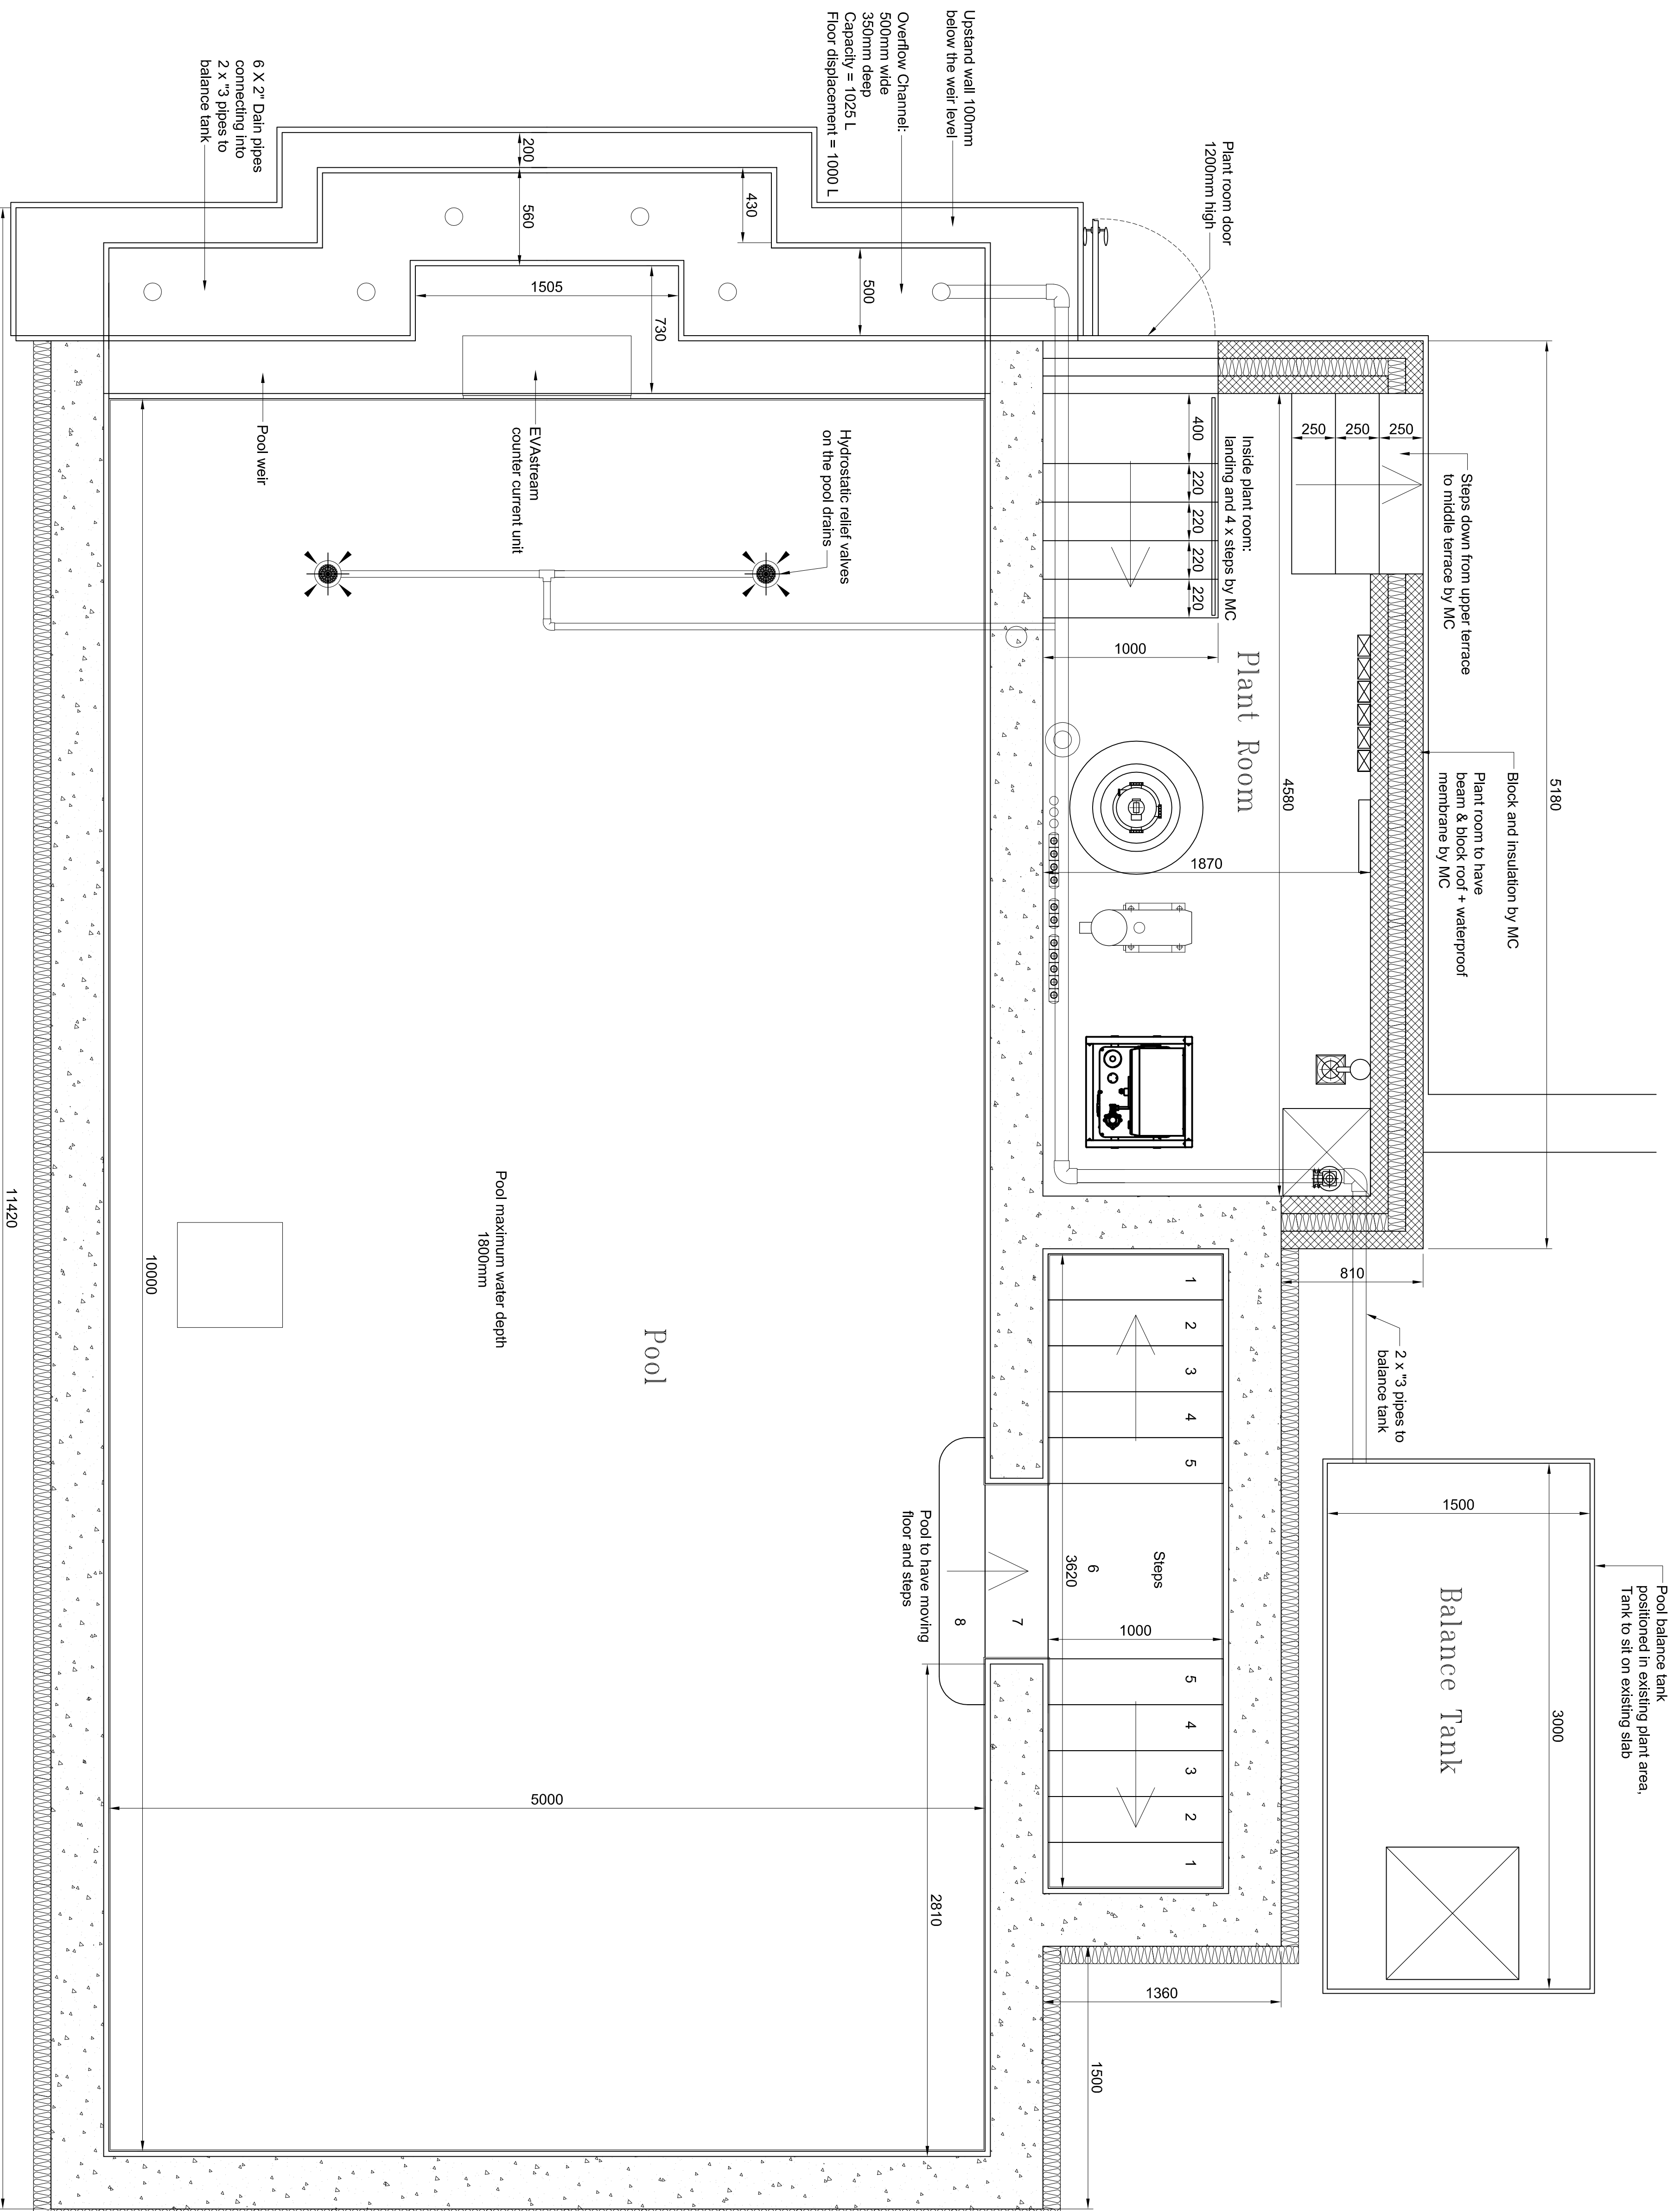 Pool balance tank
positioned in existing plant area,
Tank to sit on existing slab
3000
1500
Balance Tank
2 x "3 pipes to
balance tank
5180
Block and insulation by MC
Plant room to have
beam & block roof + waterproof
membrane by MC
Steps down from upper terrace
to middle terrace by MC
250
250
250
810
4580
Plant Room
1870
1000
Inside plant room:
landing and 4 x steps by MC
400
220
220
220
220
Plant room door
1200mm high
Upstand wall 100mm
below the weir level
Overflow Channel:
500mm wide
350mm deep
Capacity = 1025 L
Floor displacement = 1000 L
1
2
3
4
5
Steps
6
3620
1000
5
4
3
2
1
7
8
Pool to have moving
floor and steps
1360
1500
2810
Hydrostatic relief valves
on the pool drains
500
730
430
1505
560
200
EVAstream
counter current unit
Pool weir
6 X 2" Dain pipes
connecting into
2 x "3 pipes to
balance tank
Pool
Pool maximum water depth
1800mm
5000
10000
11420